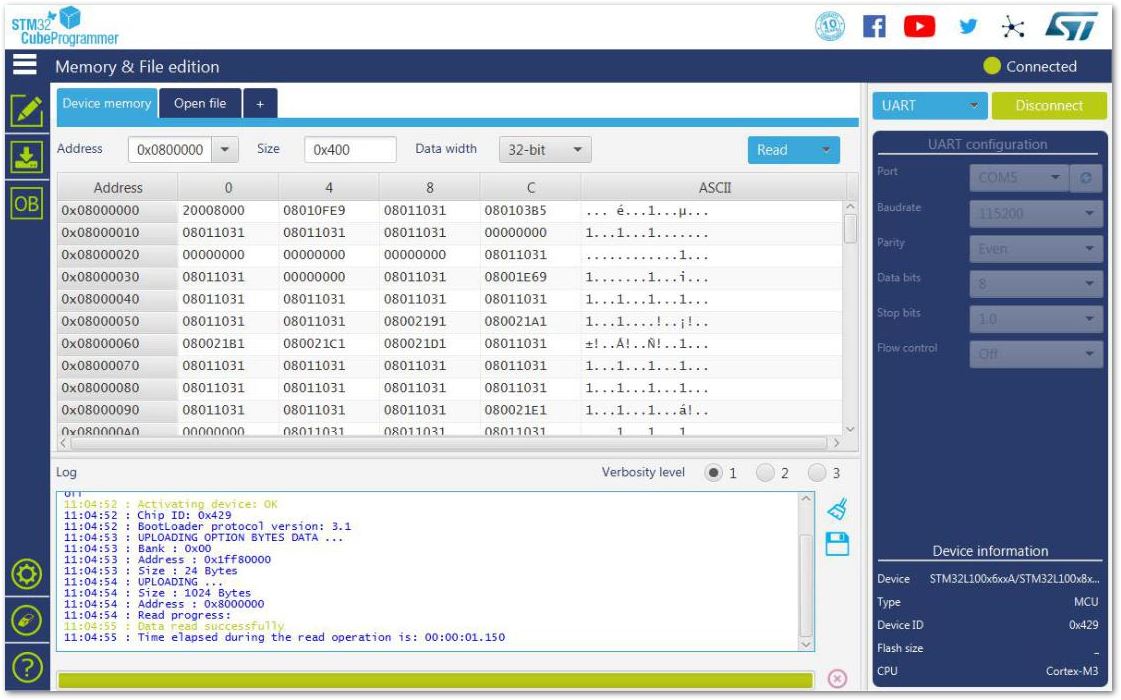 STM32
CubeProgrammer
10
Memory & File edition
Connected
Device memory
Open file
+
UART
Disconnect
Address
0x0800000
Size
0x400
Data width
32-bit
Read
Address 0 4 8 C ASCII
0x08000000 20008000 08010FE9 08011031 080103B5 ... é...1...µ...
0x08000010 08011031 08011031 08011031 00000000 1...1...1.......
0x08000020 00000000 00000000 00000000 08011031 ............1...
0x08000030 08011031 00000000 08011031 08001E69 1.......1...i...
0x08000040 08011031 08011031 08011031 08011031 1...1...1...1...
0x08000050 08011031 08011031 08002191 080021A1 1...1....!..¡!..
0x08000060 080021B1 080021C1 080021D1 08011031 ±!..Á!..Ñ!..1...
0x08000070 08011031 08011031 08011031 08011031 1...1...1...1...
0x08000080 08011031 08011031 08011031 08011031 1...1...1...1...
0x08000090 08011031 08011031 08011031 080021E1 1...1...1...á!..
0x080000A0 00000000 08011031 08011031 08011031 ....1...1...1...
UART configuration
Port COM5
Baudrate 115200
Parity Even
Data bits 8
Stop bits 1.0
Flow control Off
OB
Log
Verbosity level 1 2 3
off
11:04:52 : Activating device: OK
11:04:52 : Chip ID: 0x429
11:04:52 : BootLoader protocol version: 3.1
11:04:53 : UPLOADING OPTION BYTES DATA ...
11:04:53 : Bank : 0x00
11:04:53 : Address : 0x1ff80000
11:04:53 : Size : 24 Bytes
11:04:54 : UPLOADING ...
11:04:54 : Size : 1024 Bytes
11:04:54 : Address : 0x8000000
11:04:54 : Read progress:
11:04:55 : Data read successfully
11:04:55 : Time elapsed during the read operation is: 00:00:01.150
Device information
Device STM32L100x6xxA/STM32L100x8x...
Type MCU
Device ID 0x429
Flash size _
CPU Cortex-M3
?